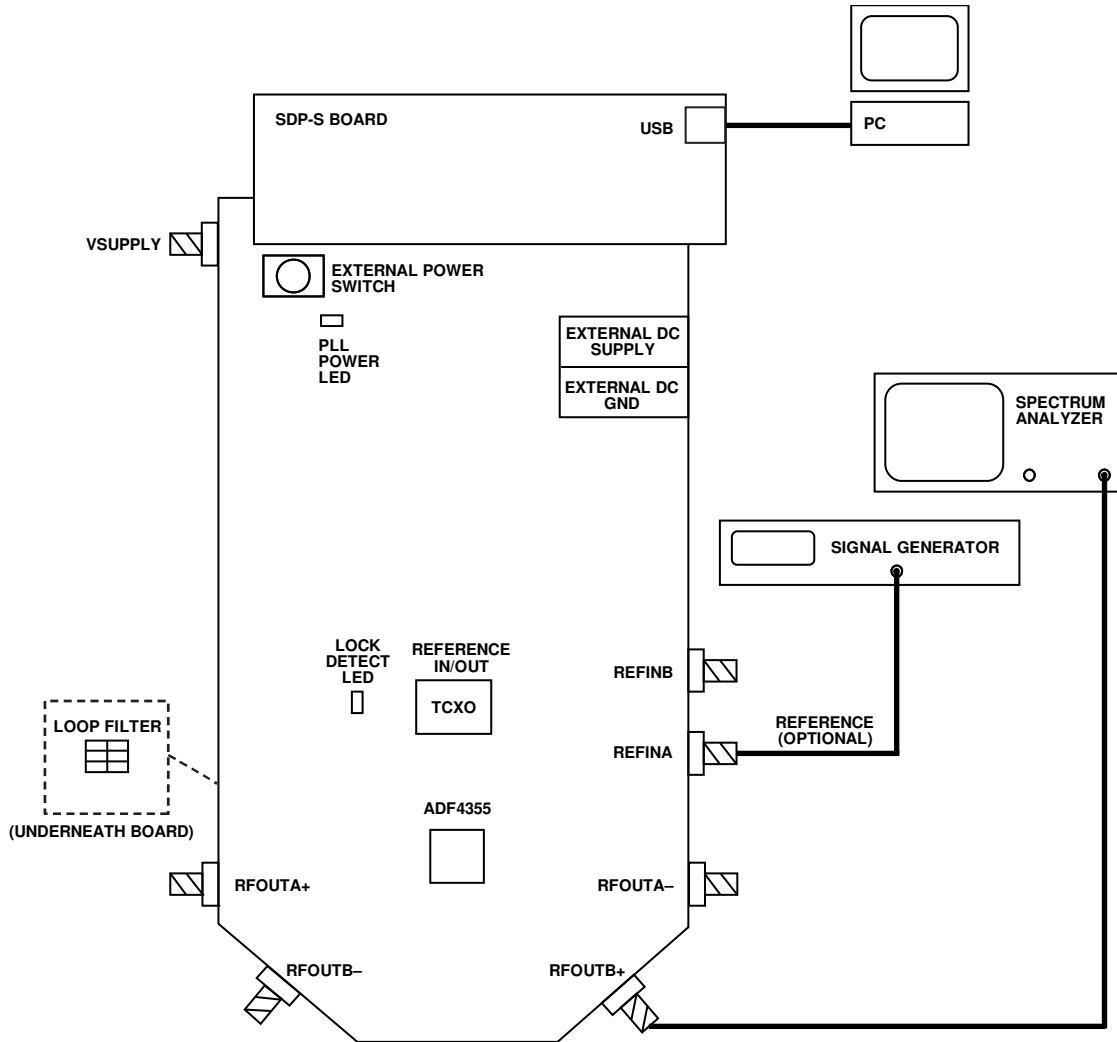 SDP-S BOARD
USB
PC
VSUPPLY
EXTERNAL POWER
SWITCH
PLL
POWER
LED
EXTERNAL DC
SUPPLY
EXTERNAL DC
GND
SPECTRUM
ANALYZER
SIGNAL GENERATOR
LOCK
DETECT
LED
REFERENCE
IN/OUT
TCXO
REFINB
REFERENCE
(OPTIONAL)
REFINA
LOOP FILTER
(UNDERNEATH BOARD)
ADF4355
RFOUTA+
RFOUTA–
RFOUTB–
RFOUTB+